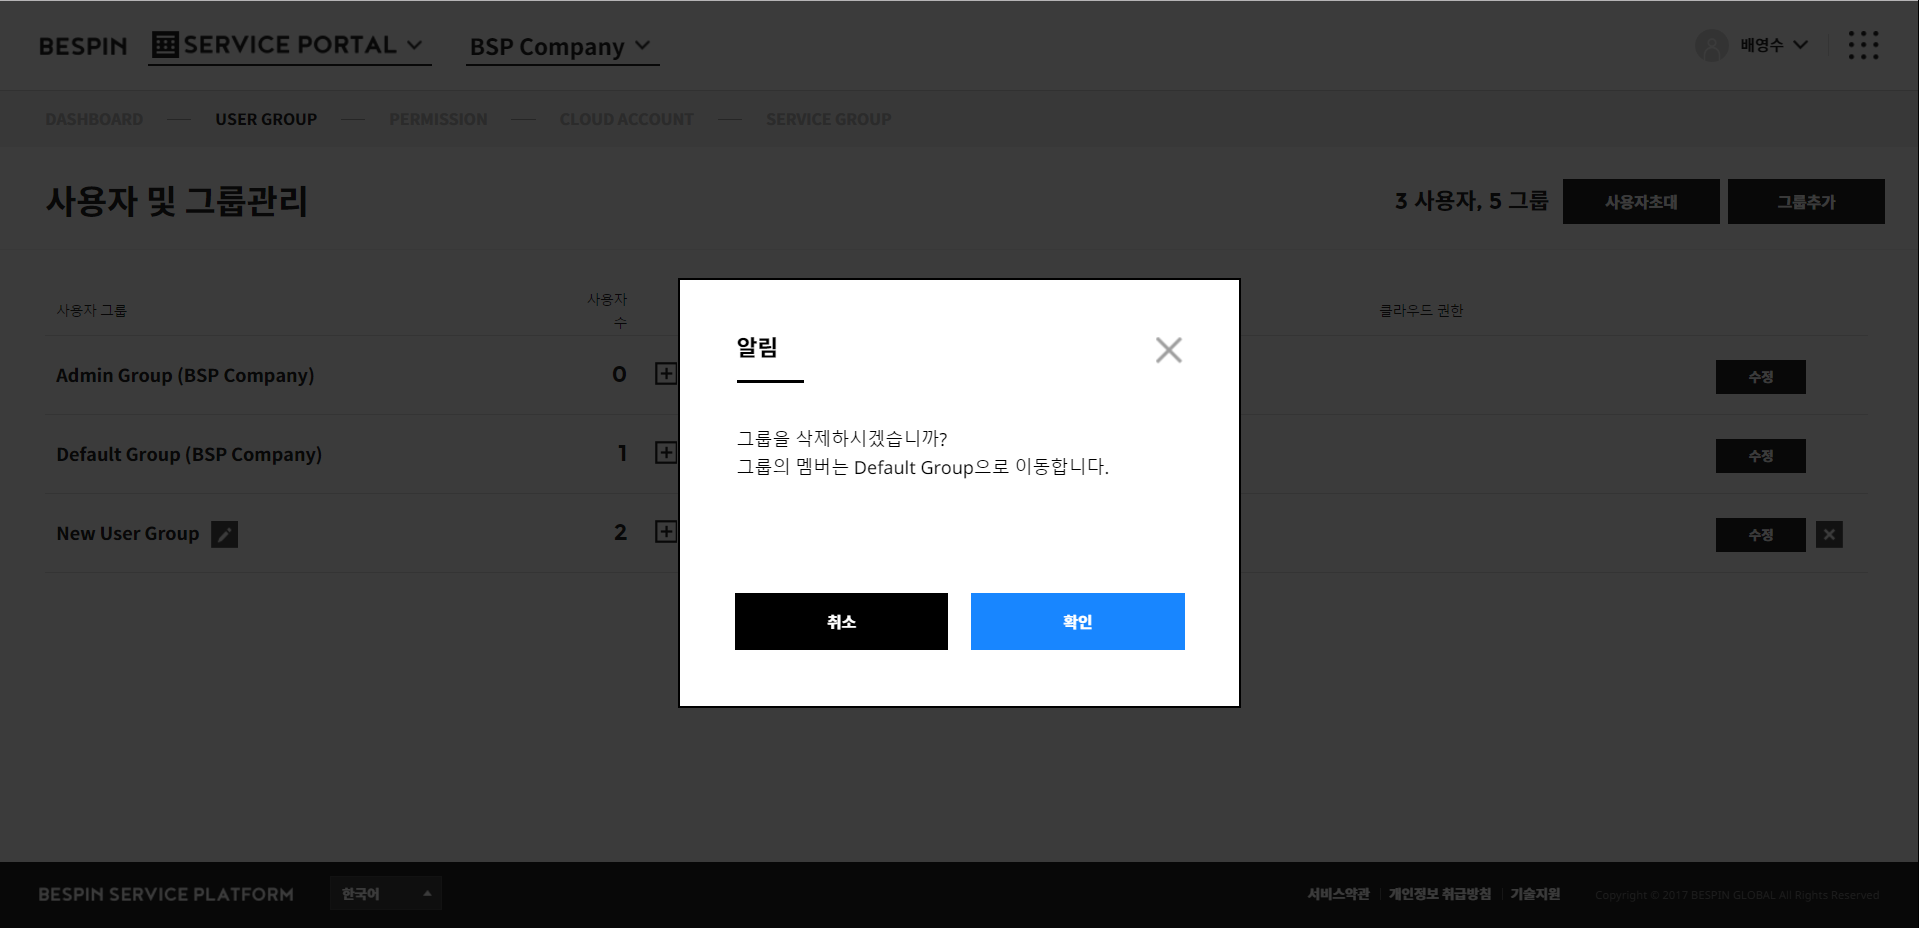 BESPIN SERVICE PORTAL BSP Company 배영수
DASHBOARD USER GROUP PERMISSION CLOUD ACCOUNT SERVICE GROUP
사용자 및 그룹관리 3 사용자, 5 그룹 사용자초대 그룹추가
사용자 그룹 사용자 수 클라우드 권한
Admin Group (BSP Company) 0 수정
Default Group (BSP Company) 1 수정
New User Group 2 수정
알림
그룹을 삭제하시겠습니까?
그룹의 멤버는 Default Group으로 이동합니다.
취소 확인
BESPIN SERVICE PLATFORM 한국어 서비스약관 개인정보 취급방침 기술지원 Copyright © 2017 BESPIN GLOBAL All Rights Reserved